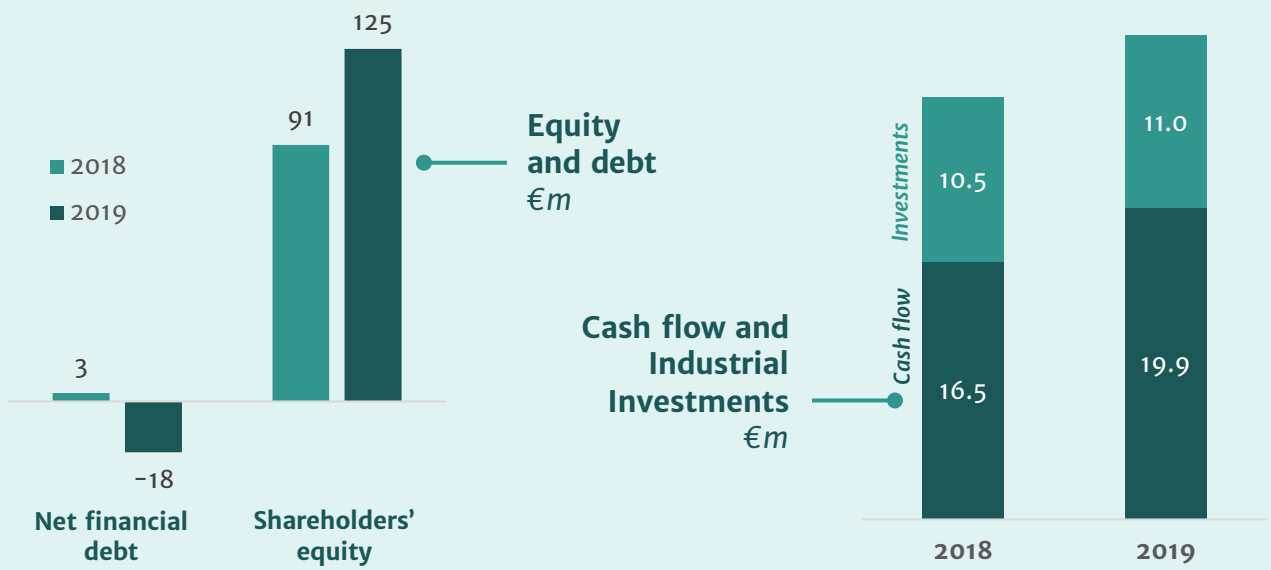 125
91
2018
2019
Equity
and debt
€m
3
-18
Net financial
debt
Shareholders’
equity
Cash flow and
Industrial
Investments
€m
Investments
Cash flow
10.5
16.5
11.0
19.9
2018
2019